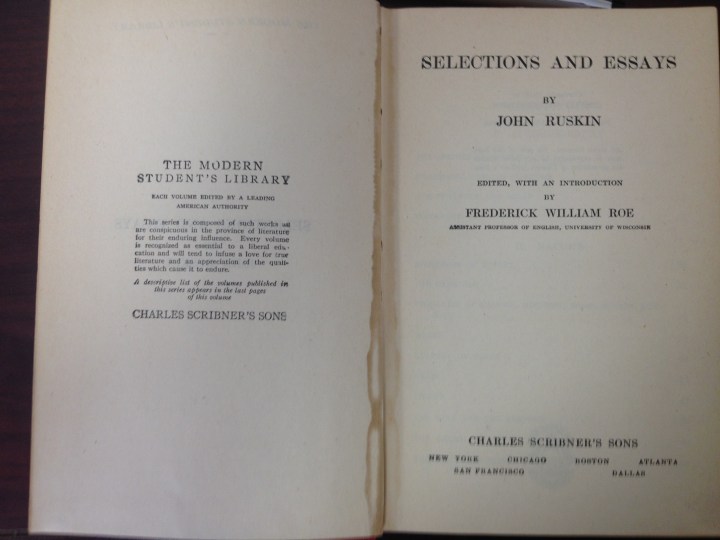 THE MODERN
STUDENT'S LIBRARY
EACH VOLUME EDITED BY A LEADING
AMERICAN AUTHORITY
This series is composed of such works as
are conspicuous in the province of literature
for their enduring influence. Every volume
is recognized as essential to a liberal edu-
cation and will tend to infuse a love for true
literature and an appreciation of the quali-
ties which cause it to endure.
A descriptive list of the volumes published in
this series appears in the last pages
of this volume
CHARLES SCRIBNER'S SONS
SELECTIONS AND ESSAYS
BY
JOHN RUSKIN
EDITED, WITH AN INTRODUCTION
BY
FREDERICK WILLIAM ROE
ASSISTANT PROFESSOR OF ENGLISH, UNIVERSITY OF WISCONSIN
CHARLES SCRIBNER'S SONS
NEW YORK CHICAGO BOSTON ATLANTA
SAN FRANCISCO DALLAS